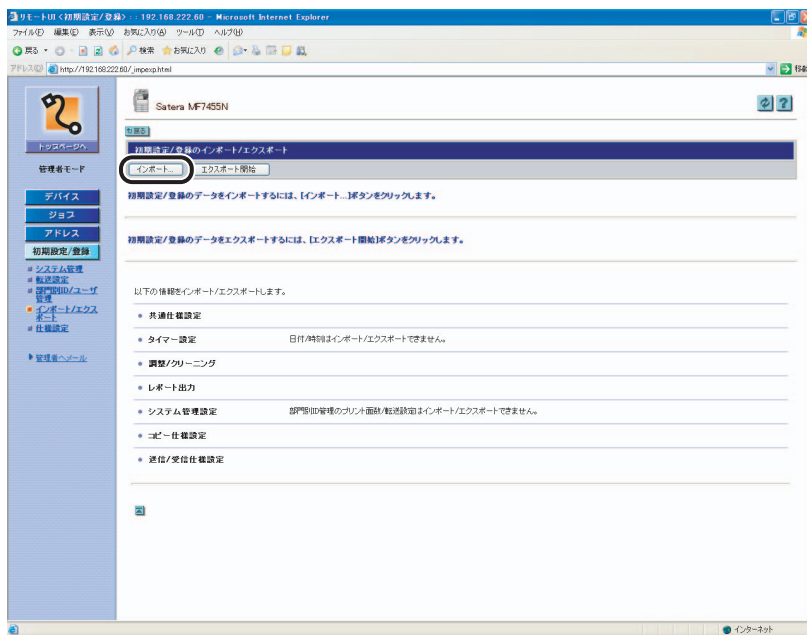 リモートUI <初期設定/登録> : : 192.168.222.60 - Microsoft Internet Explorer
ファイル(F) 編集(E) 表示(V) お気に入り(A) ツール(T) ヘルプ(H)
戻る 検索 お気に入り
アドレス(D) http://192.168.222.60/_impexp.html 移動
Satera MF7455N
戻る
トップページへ
初期設定/登録のインポート/エクスポート
管理者モード
インポート... エクスポート開始
デバイス
初期設定/登録のデータをインポートするには、[インポート...]ボタンをクリックします。
ジョブ
アドレス
初期設定/登録
初期設定/登録のデータをエクスポートするには、[エクスポート開始]ボタンをクリックします。
システム管理
転送設定
部門別ID/ユーザ管理
インポート/エクスポート
仕様設定
管理者へメール
以下の情報をインポート/エクスポートします。
共通仕様設定
タイマー設定 日付/時刻はインポート/エクスポートできません。
調整/クリーニング
レポート出力
システム管理設定 部門別ID管理のプリント面数/転送設定はインポート/エクスポートできません。
コピー仕様設定
送信/受信仕様設定
インターネット